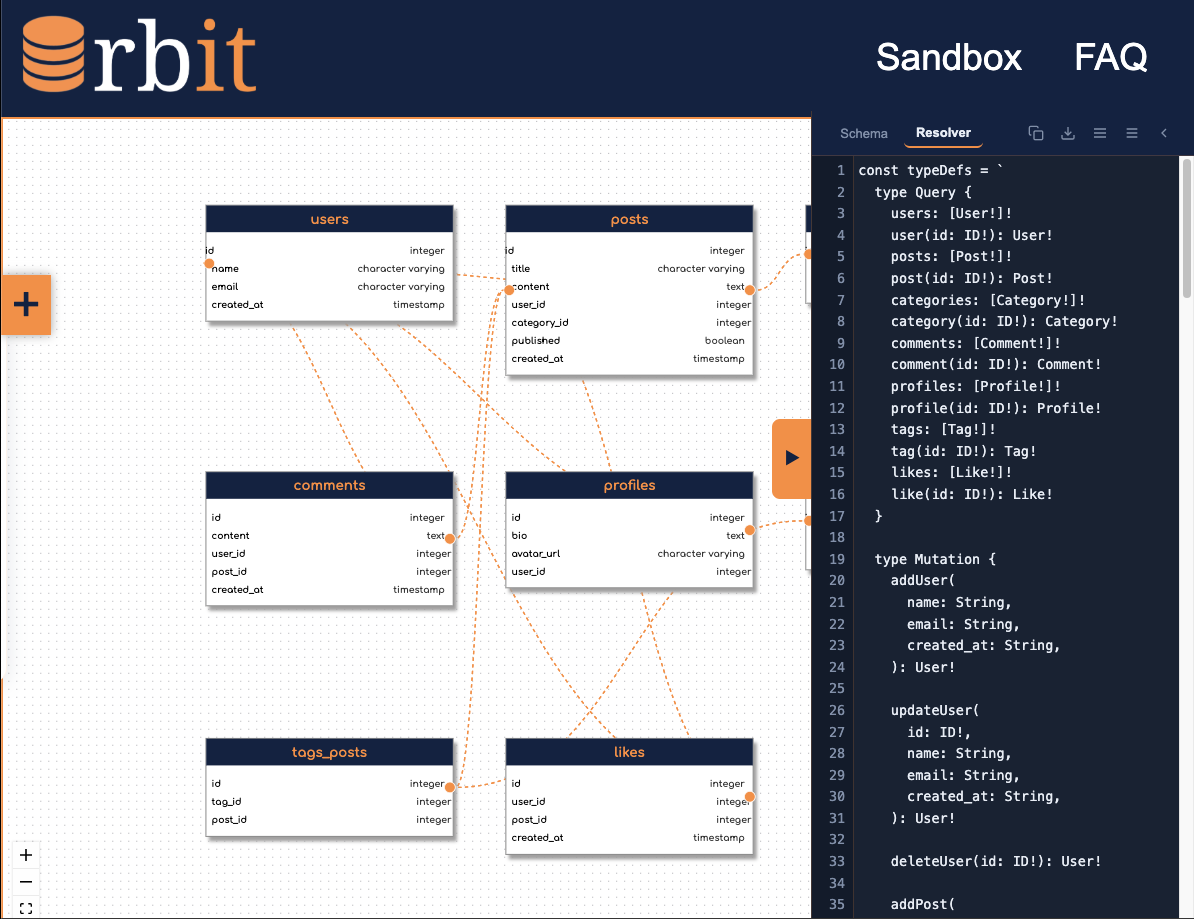 Orbit
Sandbox FAQ
Schema Resolver
users
id integer
name character varying
email character varying
created_at timestamp
posts
id integer
title character varying
content text
user_id integer
category_id integer
published boolean
created_at timestamp
comments
id integer
content text
user_id integer
post_id integer
created_at timestamp
profiles
id integer
bio text
avatar_url character varying
user_id integer
tags_posts
id integer
tag_id integer
post_id integer
likes
id integer
user_id integer
post_id integer
created_at timestamp
1 const typeDefs = `
2 type Query {
3 users: [User!]!
4 user(id: ID!): User!
5 posts: [Post!]!
6 post(id: ID!): Post!
7 categories: [Category!]!
8 category(id: ID!): Category!
9 comments: [Comment!]!
10 comment(id: ID!): Comment!
11 profiles: [Profile!]!
12 profile(id: ID!): Profile!
13 tags: [Tag!]!
14 tag(id: ID!): Tag!
15 likes: [Like!]!
16 like(id: ID!): Like!
17 }
18
19 type Mutation {
20 addUser(
21 name: String,
22 email: String,
23 created_at: String,
24 ): User!
25
26 updateUser(
27 id: ID!,
28 name: String,
29 email: String,
30 created_at: String,
31 ): User!
32
33 deleteUser(id: ID!): User!
34
35 addPost(